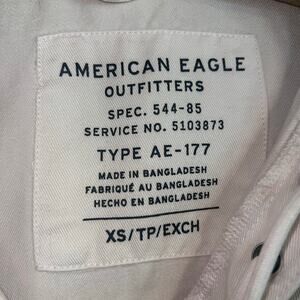 AMERICAN EAGLE
OUTFITTERS
SPEC. 544-85
SERVICE NO. 5103873
TYPE AE-177
MADE IN BANGLADESH
FABRIQUÉ AU BANGLADESH
HECHO EN BANGLADESH
XS/TP/EXCH